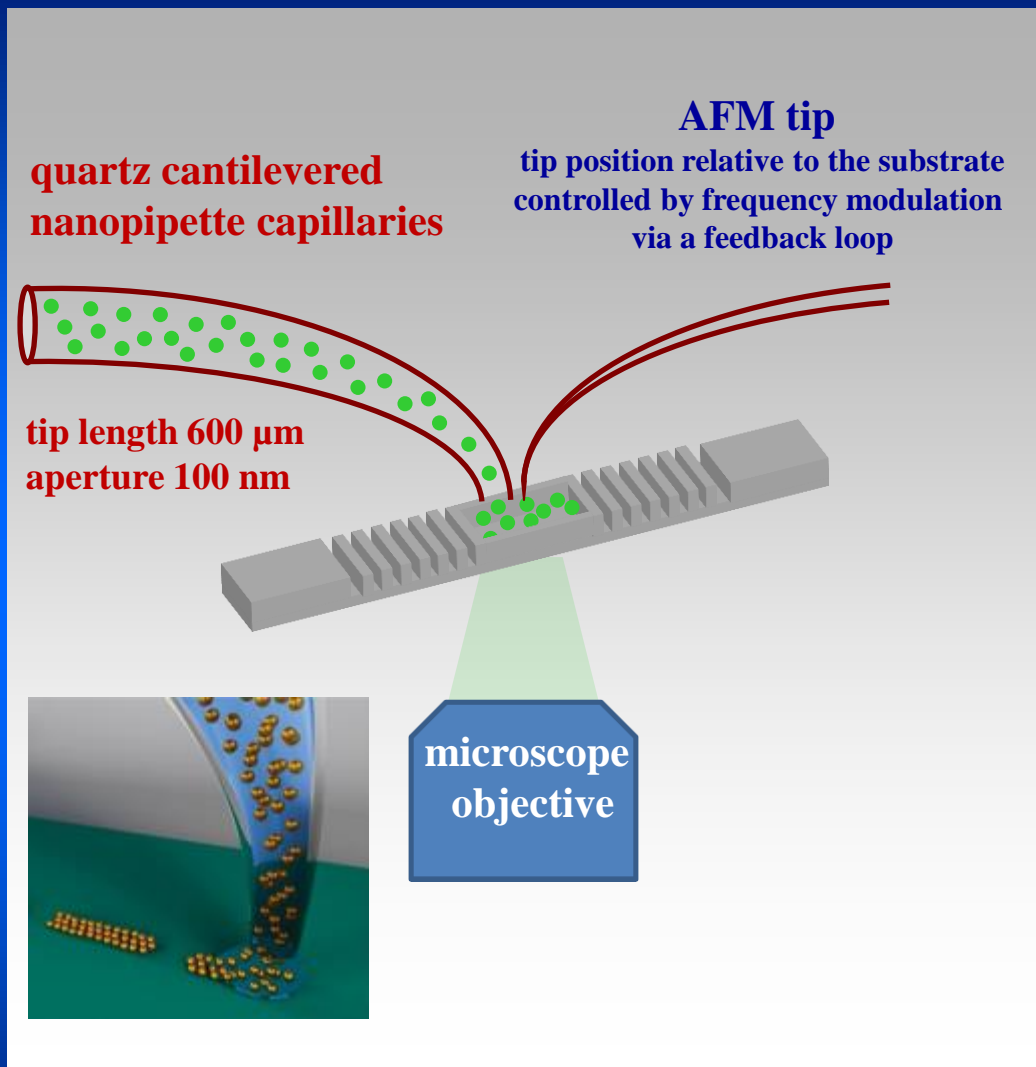 AFM tip
tip position relative to the substrate
controlled by frequency modulation
via a feedback loop
quartz cantilevered
nanopipette capillaries
tip length 600 µm
aperture 100 nm
microscope
objective